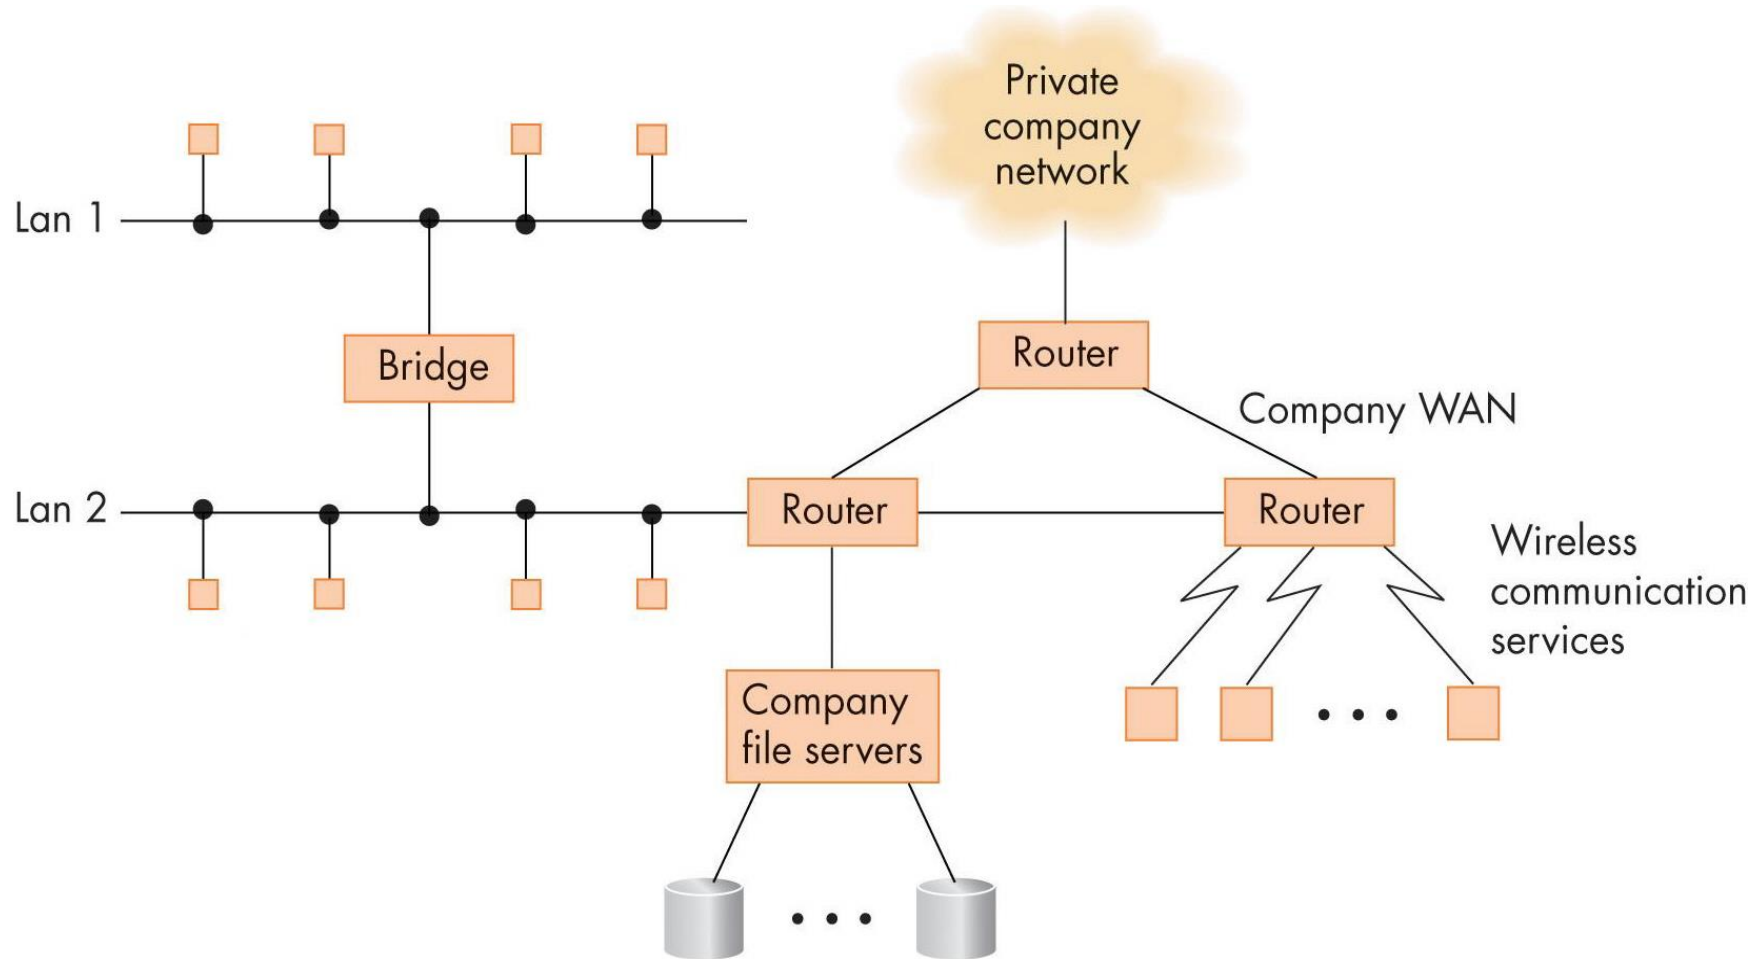 Private
company
network
Lan 1
Bridge
Router
Company WAN
Lan 2
Router
Router
Wireless
communication
services
Company
file servers